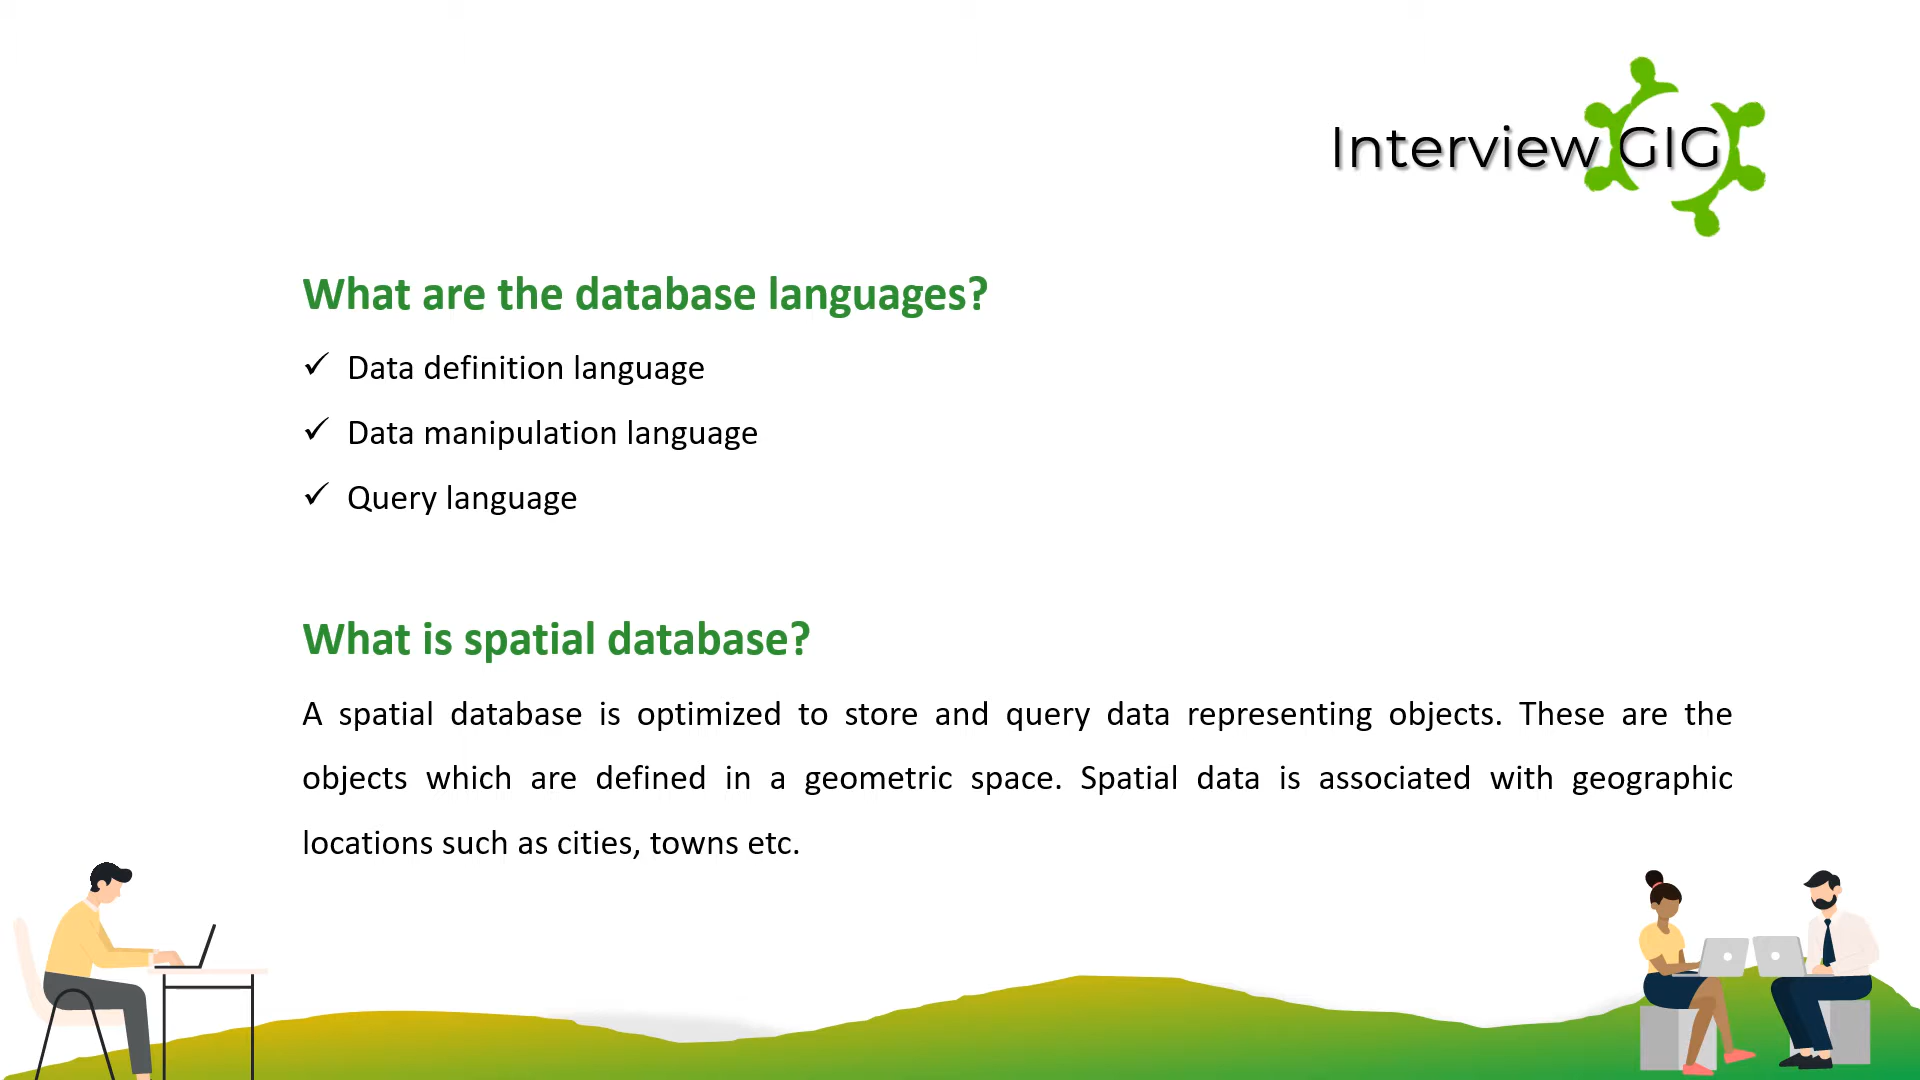 Interview GIG
What are the database languages?
✓ Data definition language
✓ Data manipulation language
✓ Query language
What is spatial database?
A spatial database is optimized to store and query data representing objects. These are the
objects which are defined in a geometric space. Spatial data is associated with geographic
locations such as cities, towns etc.